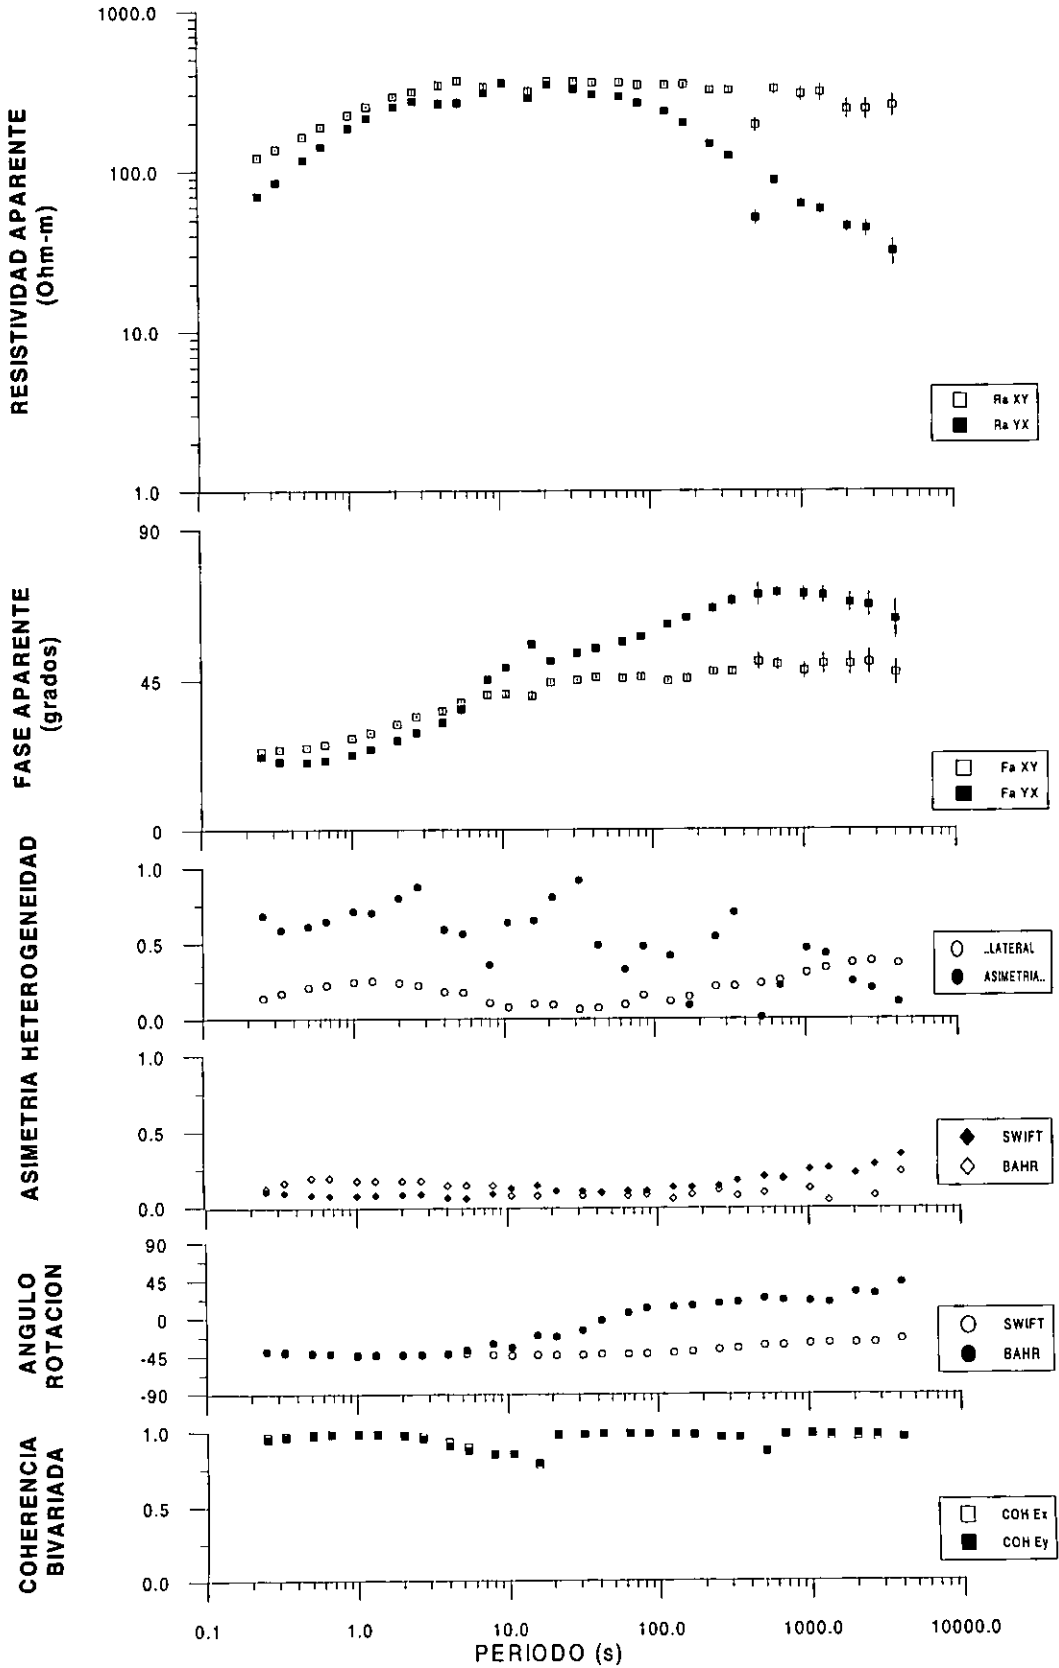 RESISTIVIDAD APARENTE
(Ohm-m)
1000.0
100.0
10.0
1.0
Ra XY
Ra YX
FASE APARENTE
(grados)
90
45
0
Fa XY
Fa YX
ASIMETRIA HETEROGENEIDAD
1.0
0.5
0.0
..LATERAL
ASIMETRIA..
1.0
0.5
0.0
SWIFT
BAHR
ANGULO
ROTACION
90
45
0
-45
-90
SWIFT
BAHR
COHERENCIA
BIVARIADA
1.0
0.5
0.0
COH Ex
COH Ey
0.1
1.0
10.0
100.0
1000.0
10000.0
PERIODO (s)